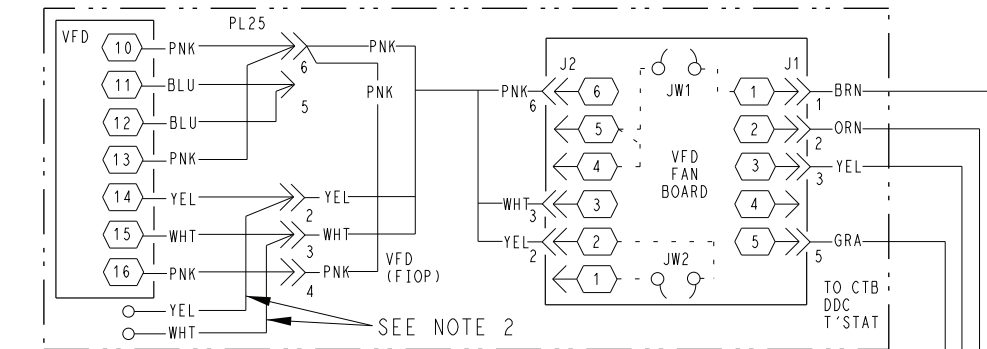 PL25
VFD
10 PNK PNK
6
11 BLU PNK
5
12 BLU
13 PNK
14 YEL YEL
2
15 WHT WHT
3
16 PNK PNK
4
VFD
(FIOP)
YEL
WHT
SEE NOTE 2
J2 J1
JW1
PNK 6 1 BRN
6 1
5 2 ORN
2
4 3 YEL
3
VFD
FAN
BOARD
WHT 3 4
3
YEL 2 5 GRA
2 5
JW2
1
TO CTB
DDC
T'STAT